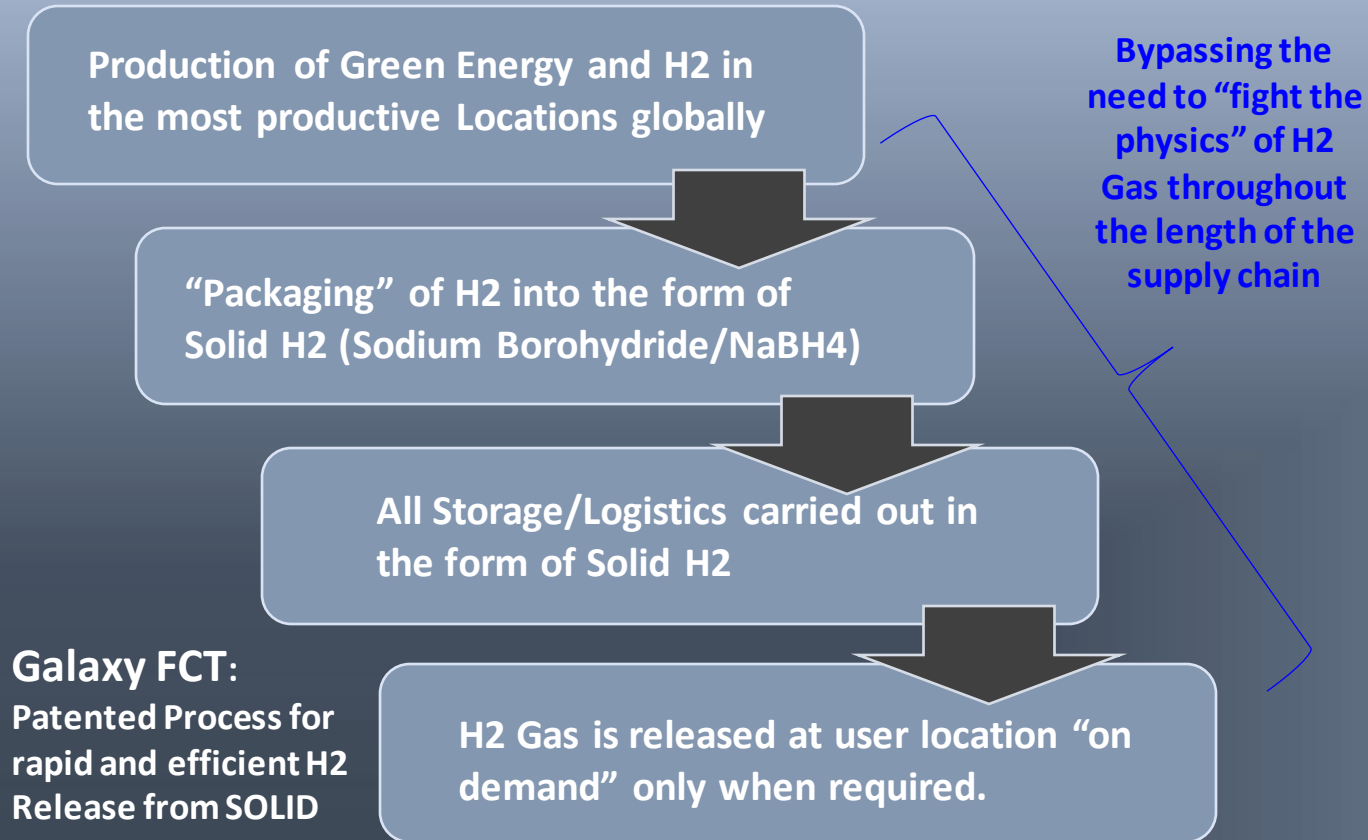 Production of Green Energy and H2 in
the most productive Locations globally
Bypassing the
need to “fight the
physics” of H2
Gas throughout
the length of the
supply chain
“Packaging” of H2 into the form of
Solid H2 (Sodium Borohydride/NaBH4)
All Storage/Logistics carried out in
the form of Solid H2
Galaxy FCT:
Patented Process for
rapid and efficient H2
Release from SOLID
H2 Gas is released at user location “on
demand” only when required.